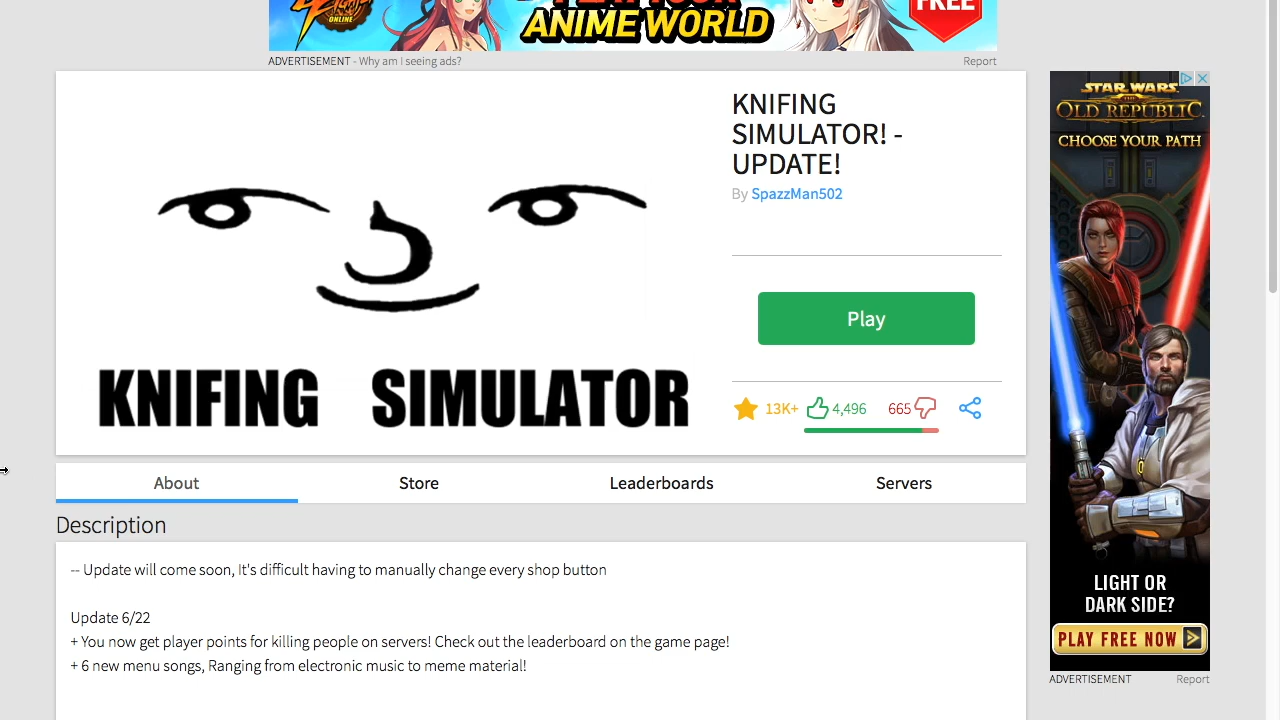 ONLINE
ANIME WORLD
FREE
ADVERTISEMENT - Why am I seeing ads?
Report
KNIFING
SIMULATOR! -
UPDATE!
By SpazzMan502
Play
13K+
4,496
665
KNIFING SIMULATOR
About
Store
Leaderboards
Servers
Description
-- Update will come soon, It's difficult having to manually change every shop button
Update 6/22
+ You now get player points for killing people on servers! Check out the leaderboard on the game page!
+ 6 new menu songs, Ranging from electronic music to meme material!
STAR WARS
THE
OLD REPUBLIC
CHOOSE YOUR PATH
LIGHT OR
DARK SIDE?
PLAY FREE NOW
ADVERTISEMENT
Report